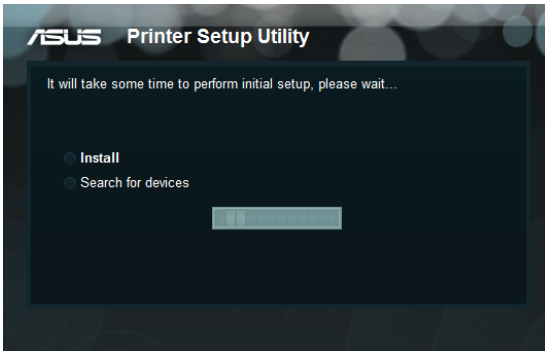 ASUS Printer Setup Utility
It will take some time to perform initial setup, please wait...
Install
Search for devices